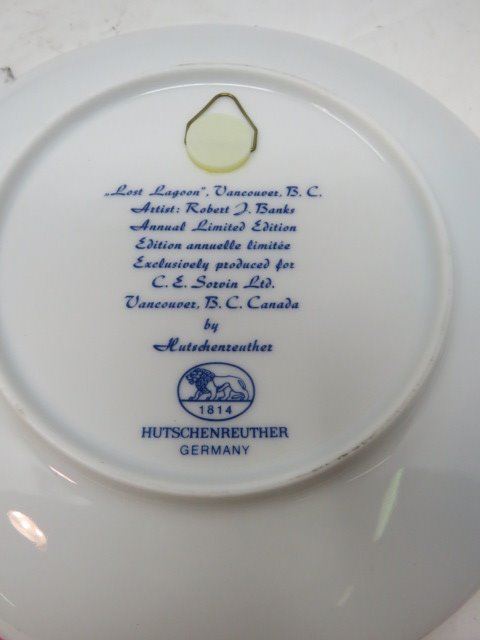 „Lost Lagoon", Vancouver, B. C.
Artist: Robert J. Banks
Annual Limited Edition
Edition annuelle limitée
Exclusively produced for
C. E. Sorvin Ltd.
Vancouver, B. C. Canada
by
Hutschenreuther
1814
HUTSCHENREUTHER
GERMANY